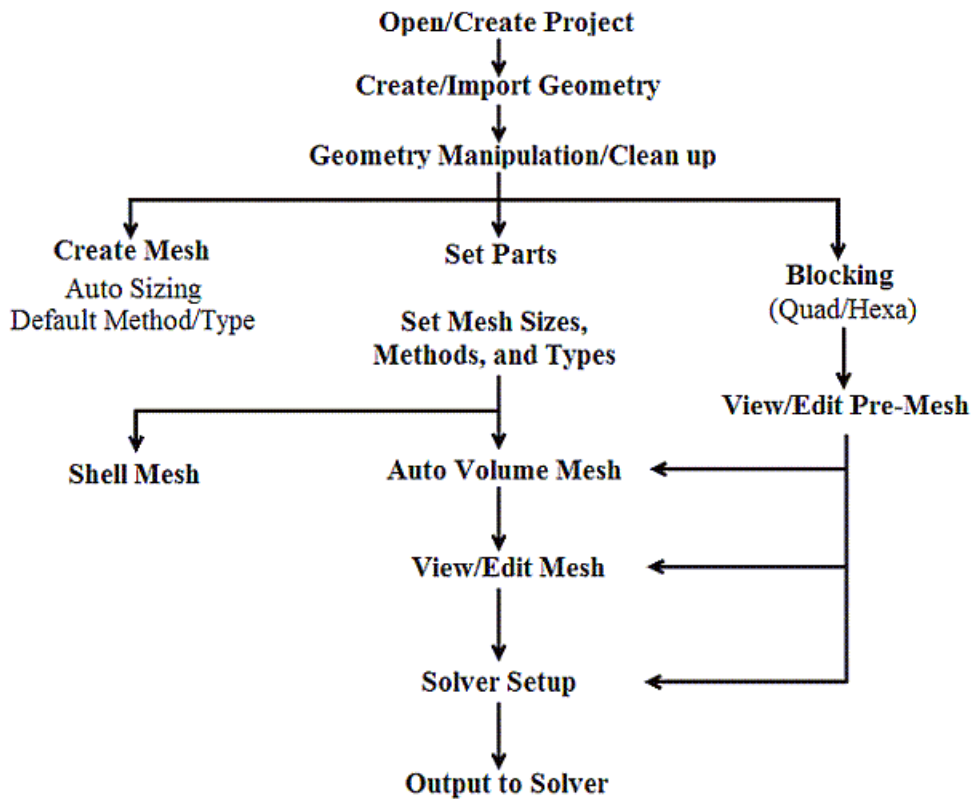 Open/Create Project
Create/Import Geometry
Geometry Manipulation/Clean up
Create Mesh
Auto Sizing
Default Method/Type
Set Parts
Set Mesh Sizes,
Methods, and Types
Blocking
(Quad/Hexa)
View/Edit Pre-Mesh
Shell Mesh
Auto Volume Mesh
View/Edit Mesh
Solver Setup
Output to Solver